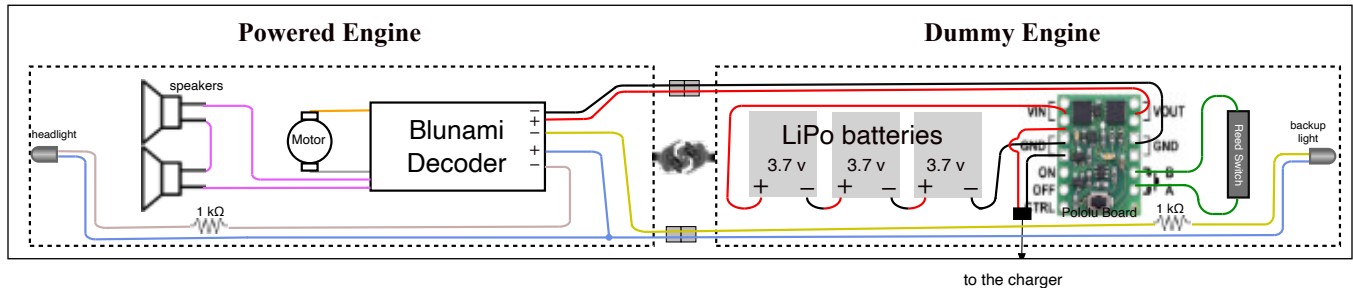 Powered Engine
Dummy Engine
speakers
headlight
Motor
Blunami
Decoder
−
+
−
+
−
1 kΩ
LiPo batteries
3.7 v
3.7 v
3.7 v
+ − + − + −
VIN
VOUT
GND
GND
ON
OFF
CTRL
B
A
Pololu Board
Reed Switch
backup
light
1 kΩ
to the charger